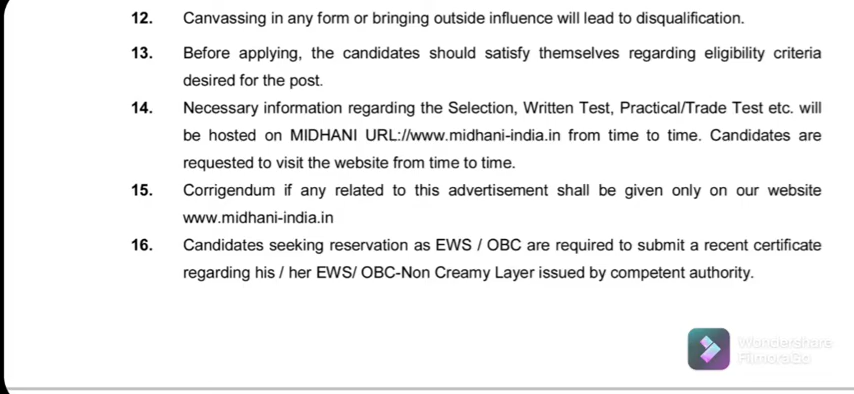 12. Canvassing in any form or bringing outside influence will lead to disqualification.
13. Before applying, the candidates should satisfy themselves regarding eligibility criteria
desired for the post.
14. Necessary information regarding the Selection, Written Test, Practical/Trade Test etc. will
be hosted on MIDHANI URL://www.midhani-india.in from time to time. Candidates are
requested to visit the website from time to time.
15. Corrigendum if any related to this advertisement shall be given only on our website
www.midhani-india.in
16. Candidates seeking reservation as EWS / OBC are required to submit a recent certificate
regarding his / her EWS/ OBC-Non Creamy Layer issued by competent authority.
Wondershare
FilmoraGo